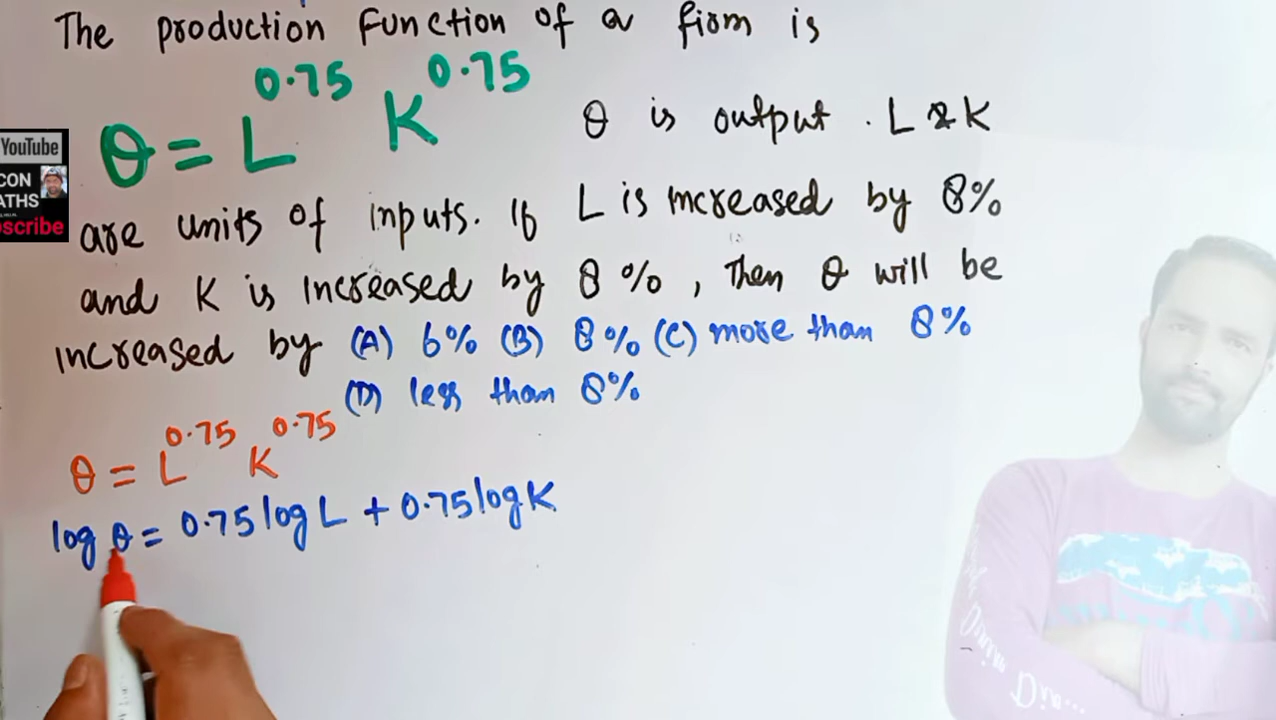 The production function of a firm is
θ = L^0.75 K^0.75
θ is output . L & K
are units of inputs. If L is increased by 8%
and K is increased by 8%, then θ will be
increased by (A) 6% (B) 8% (C) more than 8%
(D) less than 8%
θ = L^0.75 K^0.75
log θ = 0.75 log L + 0.75 log K
YouTube
CON
ATHS
scribe